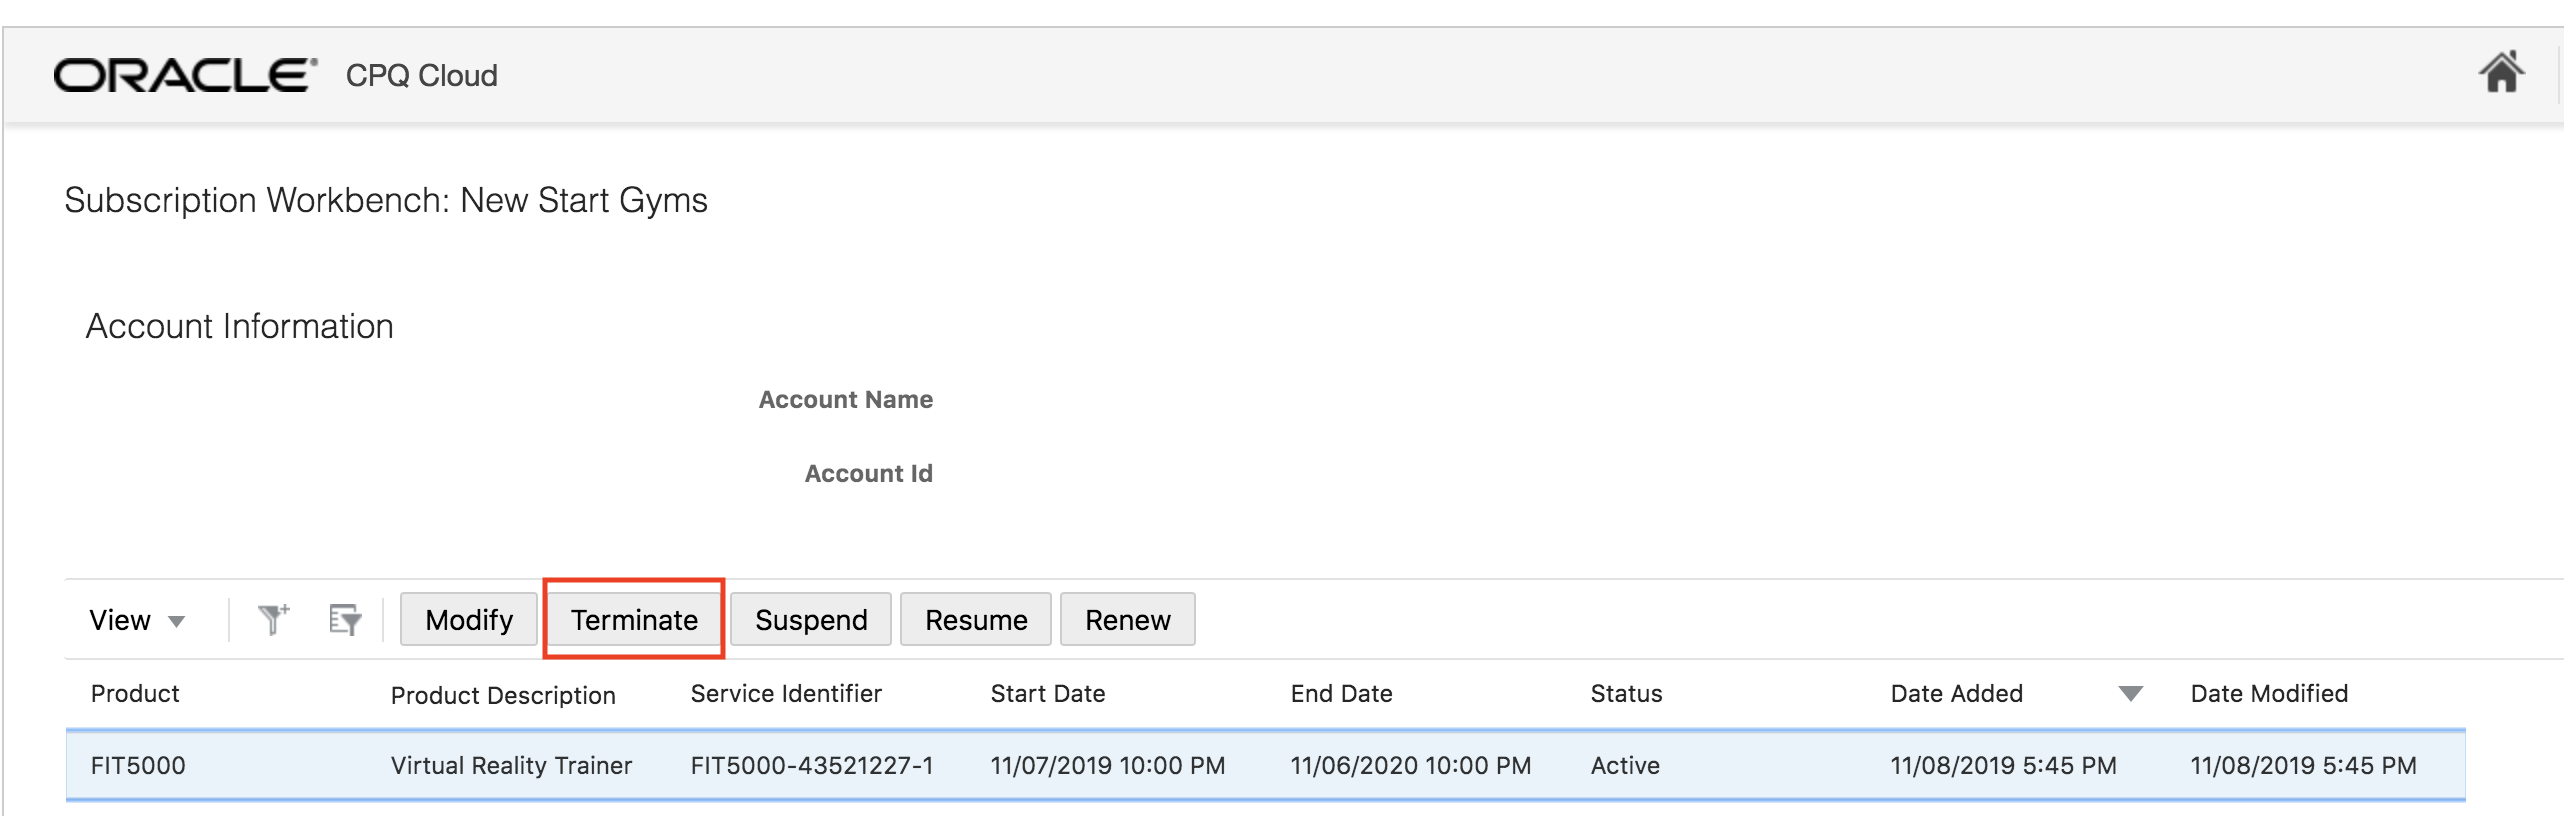 ORACLE® CPQ Cloud
Subscription Workbench: New Start Gyms
Account Information
Account Name
Account Id
View Modify Terminate Suspend Resume Renew
Product Product Description Service Identifier Start Date End Date Status Date Added Date Modified
FIT5000 Virtual Reality Trainer FIT5000-43521227-1 11/07/2019 10:00 PM 11/06/2020 10:00 PM Active 11/08/2019 5:45 PM 11/08/2019 5:45 PM